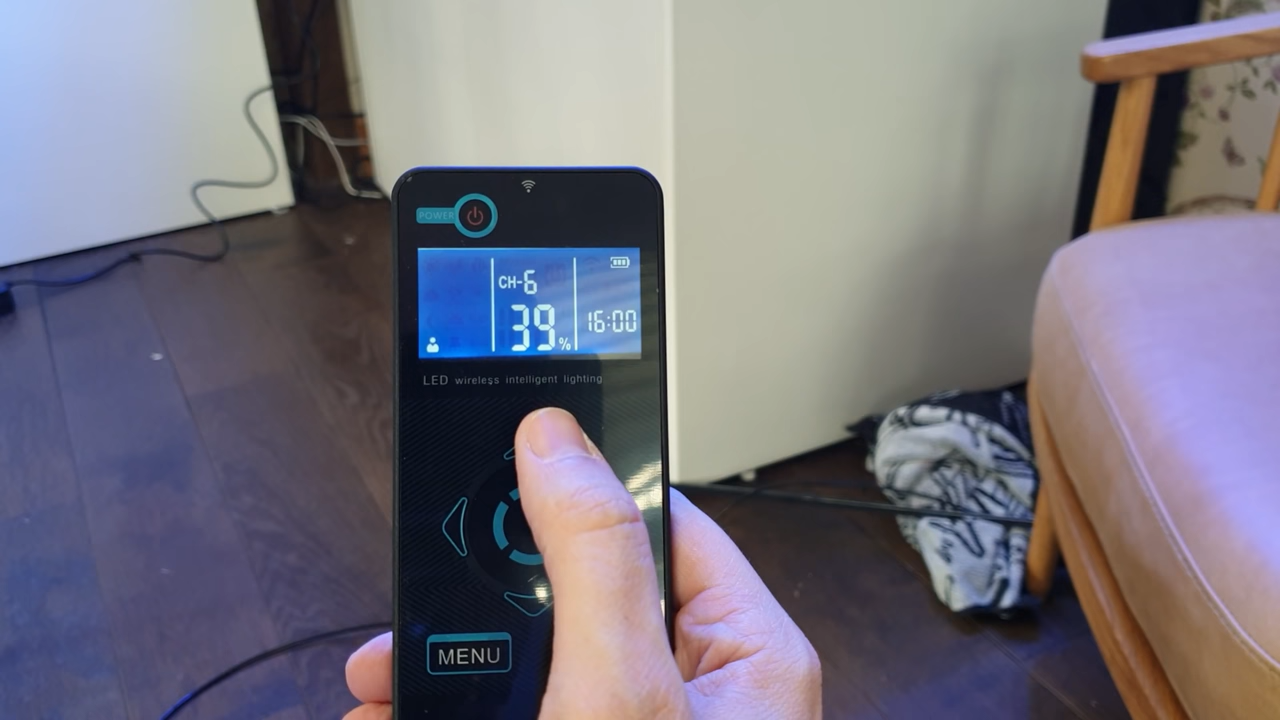 POWER
CH-6
39%
16:00
LED wireless intelligent lighting
MENU